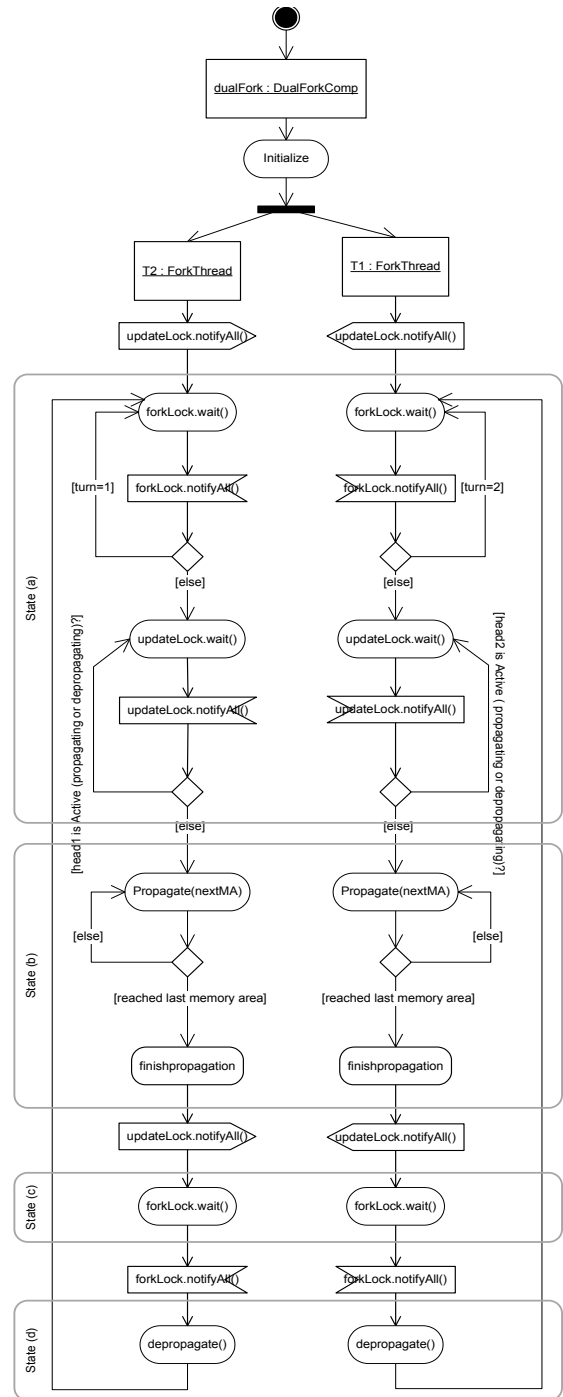 dualFork : DualForkComp
Initialize
T2 : ForkThread
T1 : ForkThread
updateLock.notifyAll()
updateLock.notifyAll()
State (a)
forkLock.wait()
forkLock.wait()
[turn=1]
forkLock.notifyAll()
forkLock.notifyAll()
[turn=2]
[else]
[else]
updateLock.wait()
updateLock.wait()
[head1 is Active (propagating or depropagating)?]
[head2 is Active ( propagating or
depropagating)?]
updateLock.notifyAll()
updateLock.notifyAll()
[else]
[else]
State (b)
Propagate(nextMA)
Propagate(nextMA)
[else]
[else]
[reached last memory area]
[reached last memory area]
finishpropagation
finishpropagation
updateLock.notifyAll()
updateLock.notifyAll()
State (c)
forkLock.wait()
forkLock.wait()
forkLock.notifyAll()
forkLock.notifyAll()
State (d)
depropagate()
depropagate()